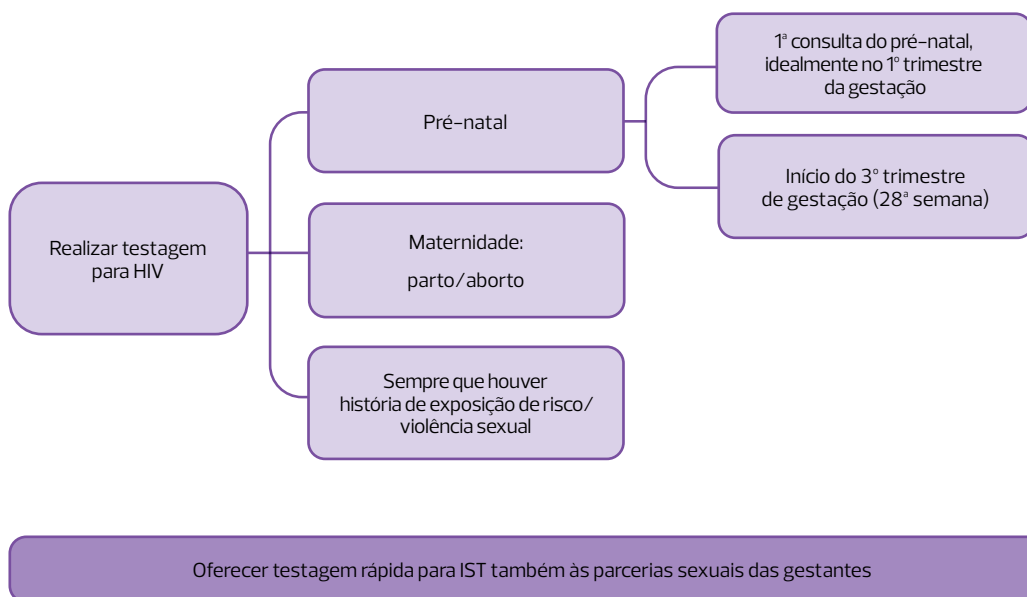 Realizar testagem
para HIV
Pré-natal
1ª consulta do pré-natal,
idealmente no 1º trimestre
da gestação
Início do 3º trimestre
de gestação (28ª semana)
Maternidade:
parto/aborto
Sempre que houver
história de exposição de risco/
violência sexual
Oferecer testagem rápida para IST também às parcerias sexuais das gestantes